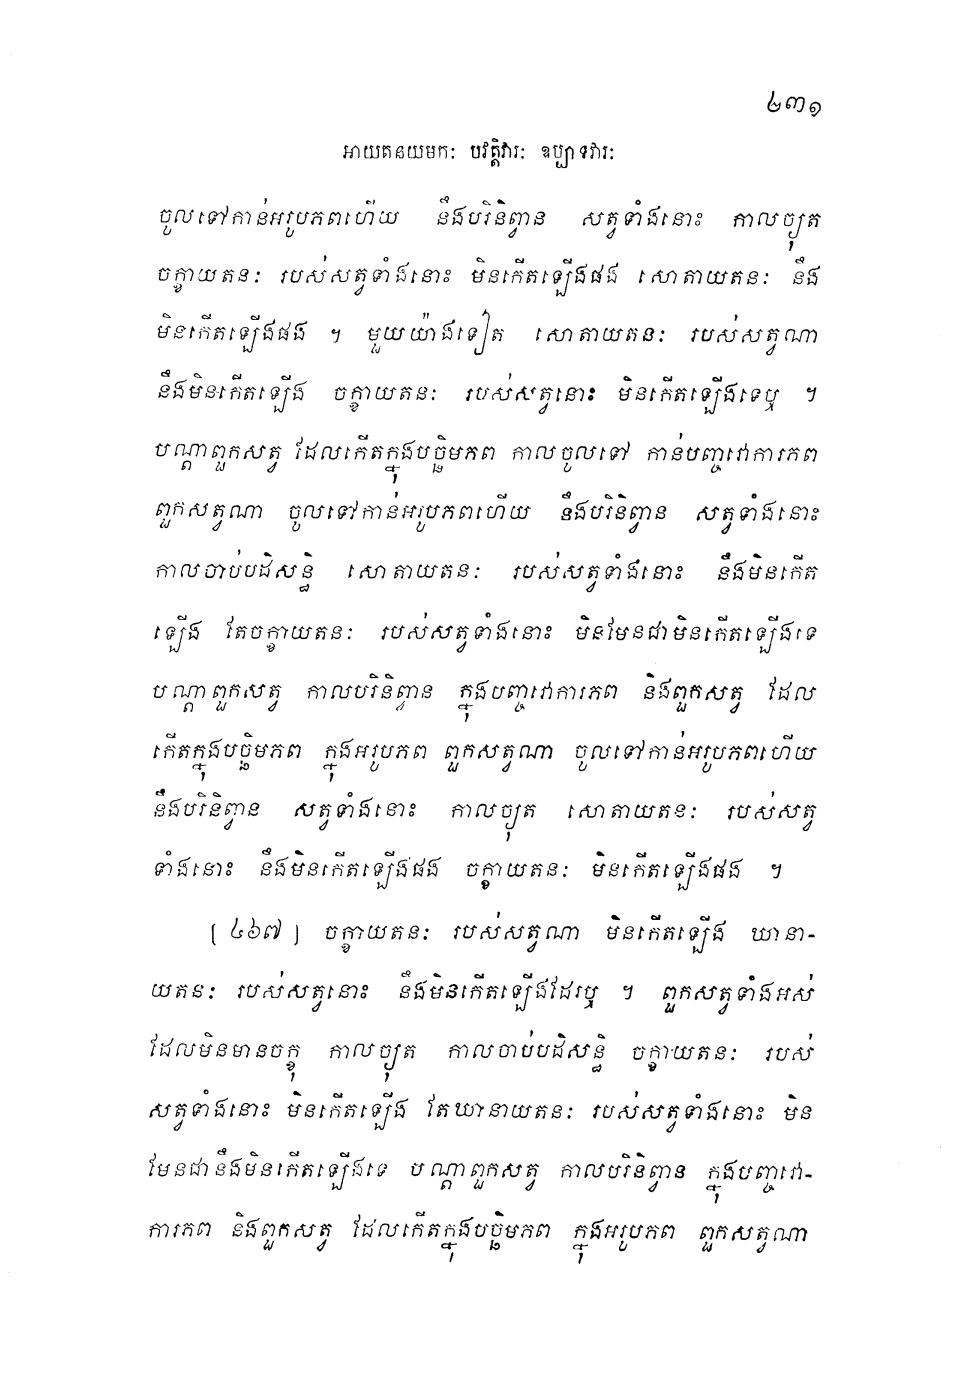 ៤៣១
អាយតនយមកៈ បវត្តិវារៈ ឧប្បាទវារៈ
ចូលទៅកាន់អរូបភពហើយ នឹងបរិនិព្វាន សត្វទាំងនោះ កាលច្យុត
ចក្ខាយតនៈ របស់សត្វទាំងនោះ មិនកើតឡើងផង សោតាយតនៈ នឹង
មិនកើតឡើងផង ។ មួយយ៉ាងទៀត សោតាយតនៈ របស់សត្វណា
នឹងមិនកើតឡើង ចក្ខាយតនៈ របស់សត្វនោះ មិនកើតឡើងទេឬ ។
បណ្តាពួកសត្វ ដែលកើតក្នុងបច្ឆិមភព កាលចូលទៅ កាន់បញ្ចវោការភព
ពួកសត្វណា ចូលទៅកាន់អរូបភពហើយ នឹងបរិនិព្វាន សត្វទាំងនោះ
កាលចាប់បដិសន្ធិ សោតាយតនៈ របស់សត្វទាំងនោះ នឹងមិនកើត
ឡើង តែចក្ខាយតនៈ របស់សត្វទាំងនោះ មិនមែនជាមិនកើតឡើងទេ
បណ្តាពួកសត្វ កាលបរិនិព្វាន ក្នុងបញ្ចវោការភព និងពួកសត្វ ដែល
កើតក្នុងបច្ឆិមភព ក្នុងអរូបភព ពួកសត្វណា ចូលទៅកាន់អរូបភពហើយ
នឹងបរិនិព្វាន សត្វទាំងនោះ កាលច្យុត សោតាយតនៈ របស់សត្វ
ទាំងនោះ នឹងមិនកើតឡើងផង ចក្ខាយតនៈ មិនកើតឡើងផង ។
[ ៤៦៧ ] ចក្ខាយតនៈ របស់សត្វណា មិនកើតឡើង ឃានា-
យតនៈ របស់សត្វនោះ នឹងមិនកើតឡើងដែរឬ ។ ពួកសត្វទាំងអស់
ដែលមិនមានចក្ខុ កាលច្យុត កាលចាប់បដិសន្ធិ ចក្ខាយតនៈ របស់
សត្វទាំងនោះ មិនកើតឡើង តែឃានាយតនៈ របស់សត្វទាំងនោះ មិន
មែនជានឹងមិនកើតឡើងទេ បណ្តាពួកសត្វ កាលបរិនិព្វាន ក្នុងបញ្ចវោ-
ការភព និងពួកសត្វ ដែលកើតក្នុងបច្ឆិមភព ក្នុងអរូបភព ពួកសត្វណា